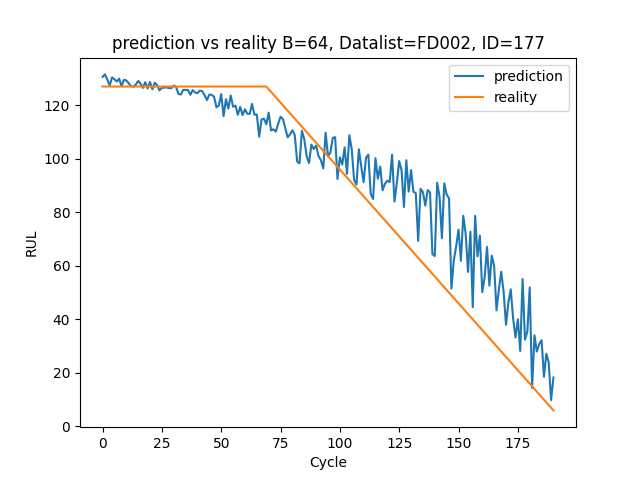 prediction vs reality B=64, Datalist=FD002, ID=177
prediction
reality
120
100
80
60
40
20
0
RUL
0 25 50 75 100 125 150 175
Cycle